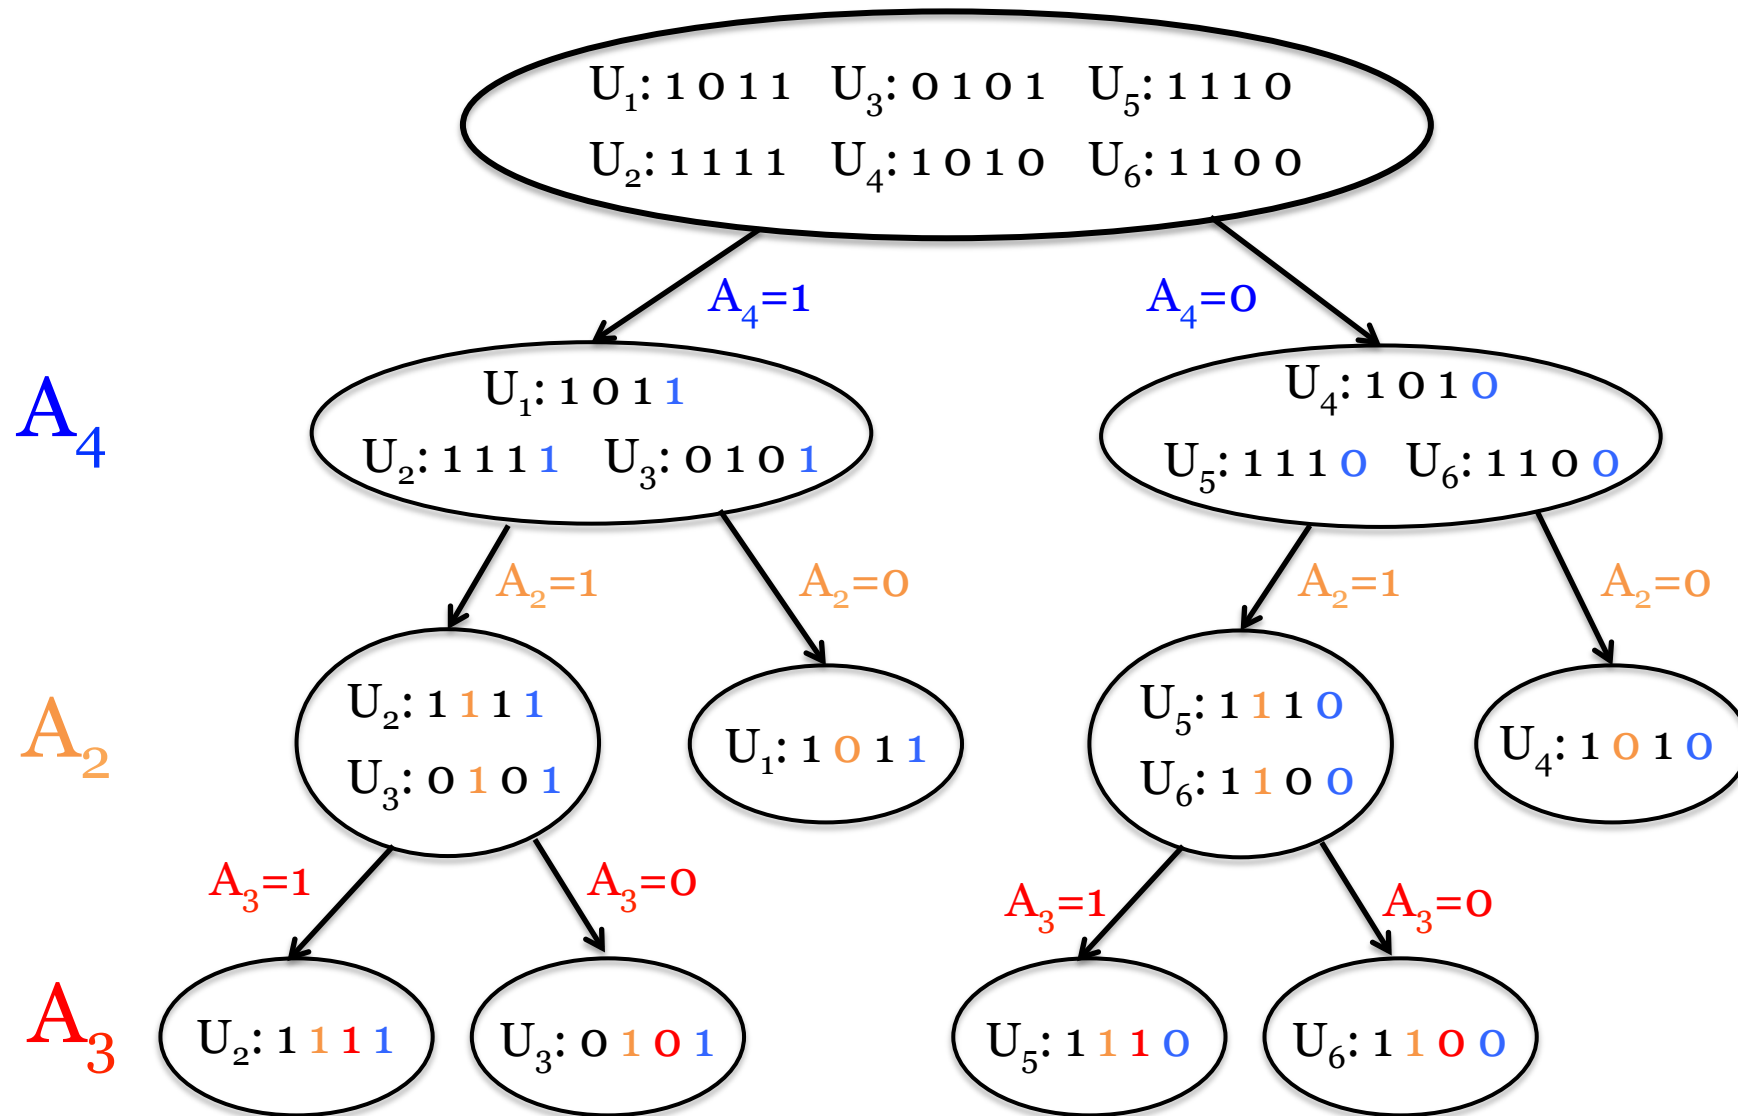 U₁: 1 0 1 1 U₃: 0 1 0 1 U₅: 1 1 1 0
U₂: 1 1 1 1 U₄: 1 0 1 0 U₆: 1 1 0 0
A₄=1 A₄=0
A₄
U₁: 1 0 1 1 U₄: 1 0 1 0
U₂: 1 1 1 1 U₃: 0 1 0 1 U₅: 1 1 1 0 U₆: 1 1 0 0
A₂=1 A₂=0 A₂=1 A₂=0
A₂
U₂: 1 1 1 1 U₅: 1 1 1 0
U₁: 1 0 1 1 U₄: 1 0 1 0
U₃: 0 1 0 1 U₆: 1 1 0 0
A₃=1 A₃=0 A₃=1 A₃=0
A₃
U₂: 1 1 1 1 U₃: 0 1 0 1 U₅: 1 1 1 0 U₆: 1 1 0 0